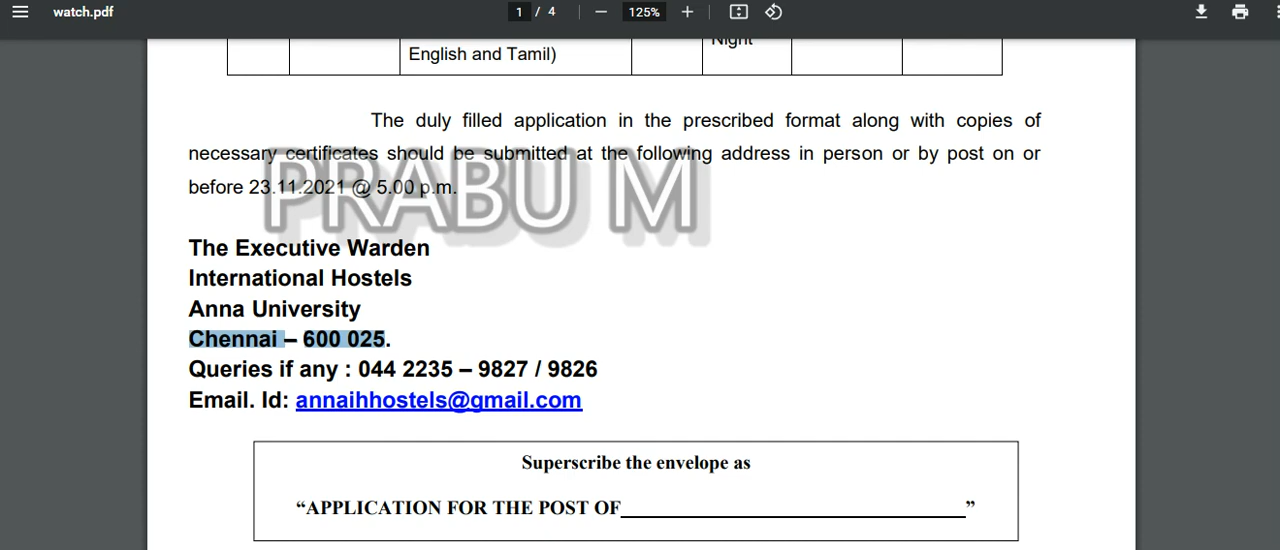 watch.pdf
1 / 4
125%
Night
English and Tamil)
The duly filled application in the prescribed format along with copies of
necessary certificates should be submitted at the following address in person or by post on or
before 23.11.2021 @ 5.00 p.m.
PRABU M
The Executive Warden
International Hostels
Anna University
Chennai – 600 025.
Queries if any : 044 2235 – 9827 / 9826
Email. Id: annaihhostels@gmail.com
Superscribe the envelope as
“APPLICATION FOR THE POST OF____________________”